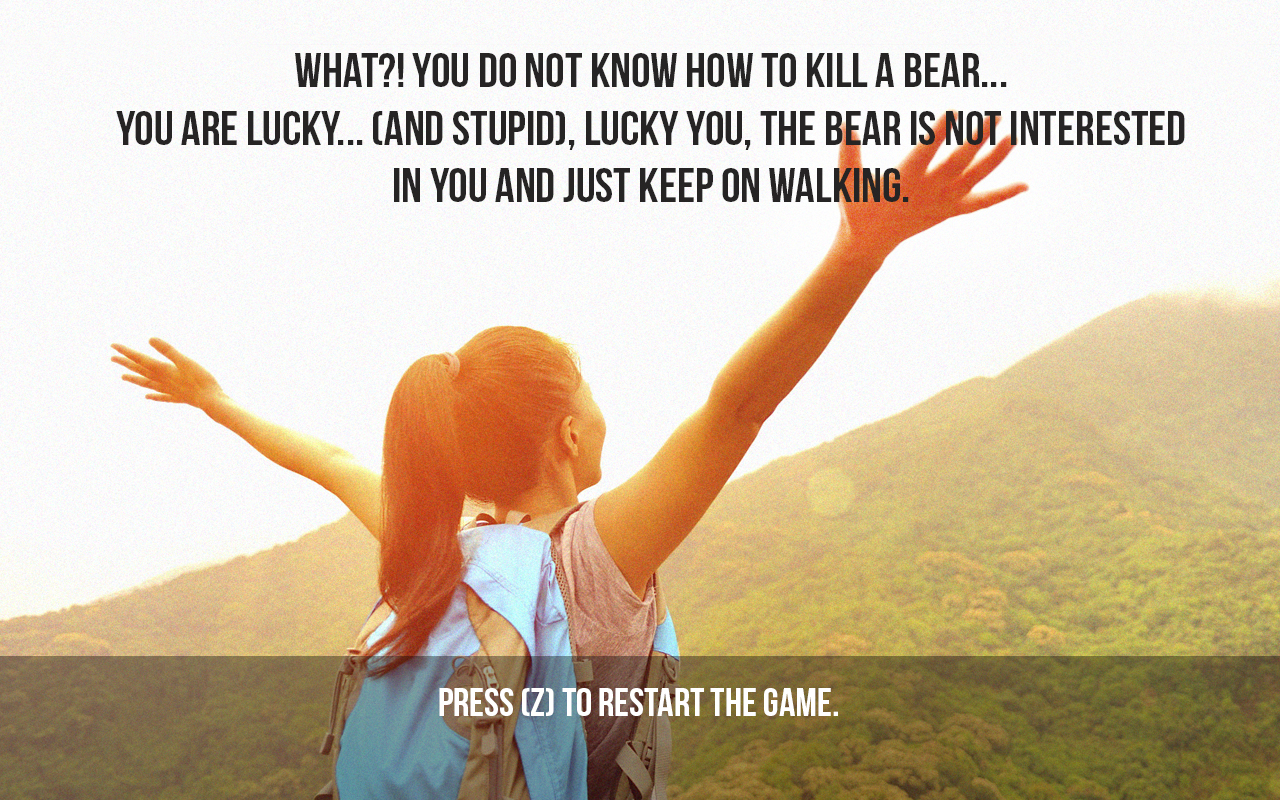 WHAT?! YOU DO NOT KNOW HOW TO KILL A BEAR...
YOU ARE LUCKY... (AND STUPID), LUCKY YOU, THE BEAR IS NOT INTERESTED
IN YOU AND JUST KEEP ON WALKING.
PRESS (Z) TO RESTART THE GAME.